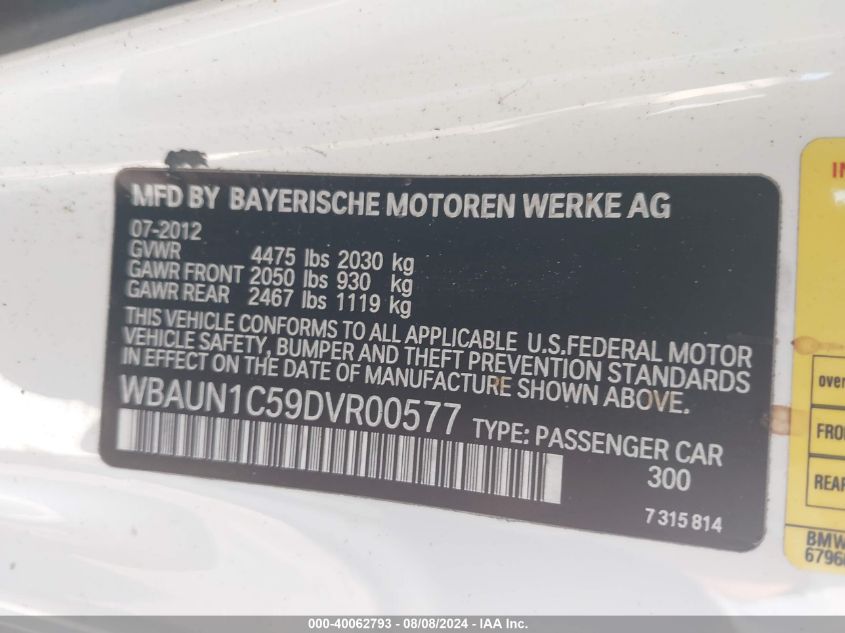 MFD BY BAYERISCHE MOTOREN WERKE AG
07-2012
GVWR 4475 lbs 2030 kg
GAWR FRONT 2050 lbs 930 kg
GAWR REAR 2467 lbs 1119 kg
THIS VEHICLE CONFORMS TO ALL APPLICABLE U.S.FEDERAL MOTOR
VEHICLE SAFETY, BUMPER AND THEFT PREVENTION STANDARDS
IN EFFECT ON THE DATE OF MANUFACTURE SHOWN ABOVE.
WBAUN1C59DVR00577 TYPE: PASSENGER CAR
300
7 315 814
REAR
BMW
000-40062793 - 08/08/2024 - IAA Inc.